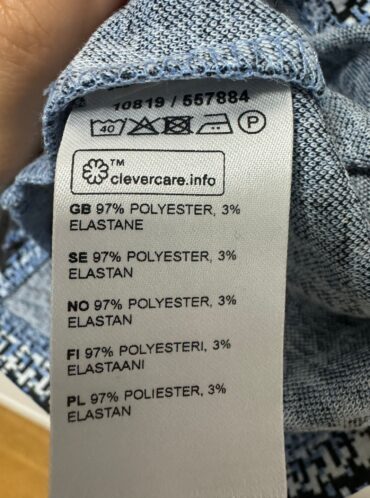 10819 / 557884
40 P
TM
clevercare.info
GB 97% POLYESTER, 3%
ELASTANE
SE 97% POLYESTER, 3%
ELASTAN
NO 97% POLYESTER, 3%
ELASTAN
FI 97% POLYESTERI, 3%
ELASTAANI
PL 97% POLIESTER, 3%
ELASTAN